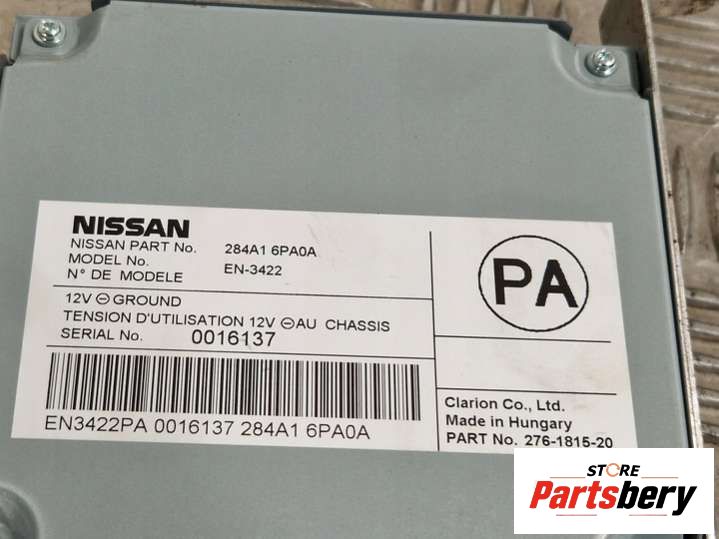 NISSAN
NISSAN PART No. 284A1 6PA0A
MODEL No.
N° DE MODELE EN-3422
12V ⊖ GROUND
TENSION D'UTILISATION 12V ⊖ AU CHASSIS
SERIAL No. 0016137
EN3422PA 0016137 284A1 6PA0A
PA
Clarion Co., Ltd.
Made in Hungary
PART No. 276-1815-20
STORE
Partsbery